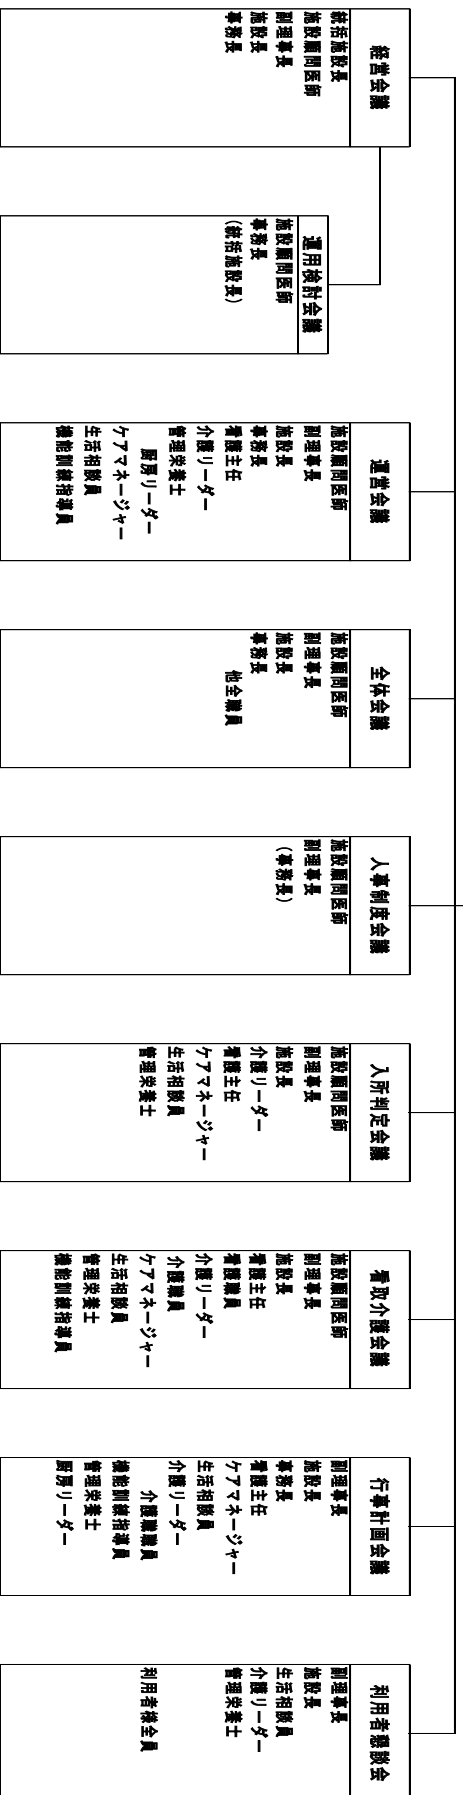 経営会議
統括施設長
施設顧問医師
副理事長
施設長
事務長
運用検討会議
施設顧問医師
事務長
(統括施設長)
運営会議
施設顧問医師
副理事長
施設長
事務長
看護主任
介護リーダー
管理栄養士
厨房リーダー
ケアマネージャー
生活相談員
機能訓練指導員
全体会議
施設顧問医師
副理事長
施設長
事務長
他全職員
人事制度会議
施設顧問医師
副理事長
(事務長)
入所判定会議
施設顧問医師
副理事長
施設長
介護リーダー
看護主任
ケアマネージャー
生活相談員
管理栄養士
看取介護会議
施設顧問医師
副理事長
施設長
看護主任
看護職員
介護リーダー
介護職員
ケアマネージャー
生活相談員
管理栄養士
機能訓練指導員
行事計画会議
副理事長
施設長
事務長
看護主任
ケアマネージャー
生活相談員
介護リーダー
介護職職員
機能訓練指導員
管理栄養士
厨房リーダー
利用者懇談会
副理事長
施設長
生活相談員
介護リーダー
管理栄養士
利用者様全員